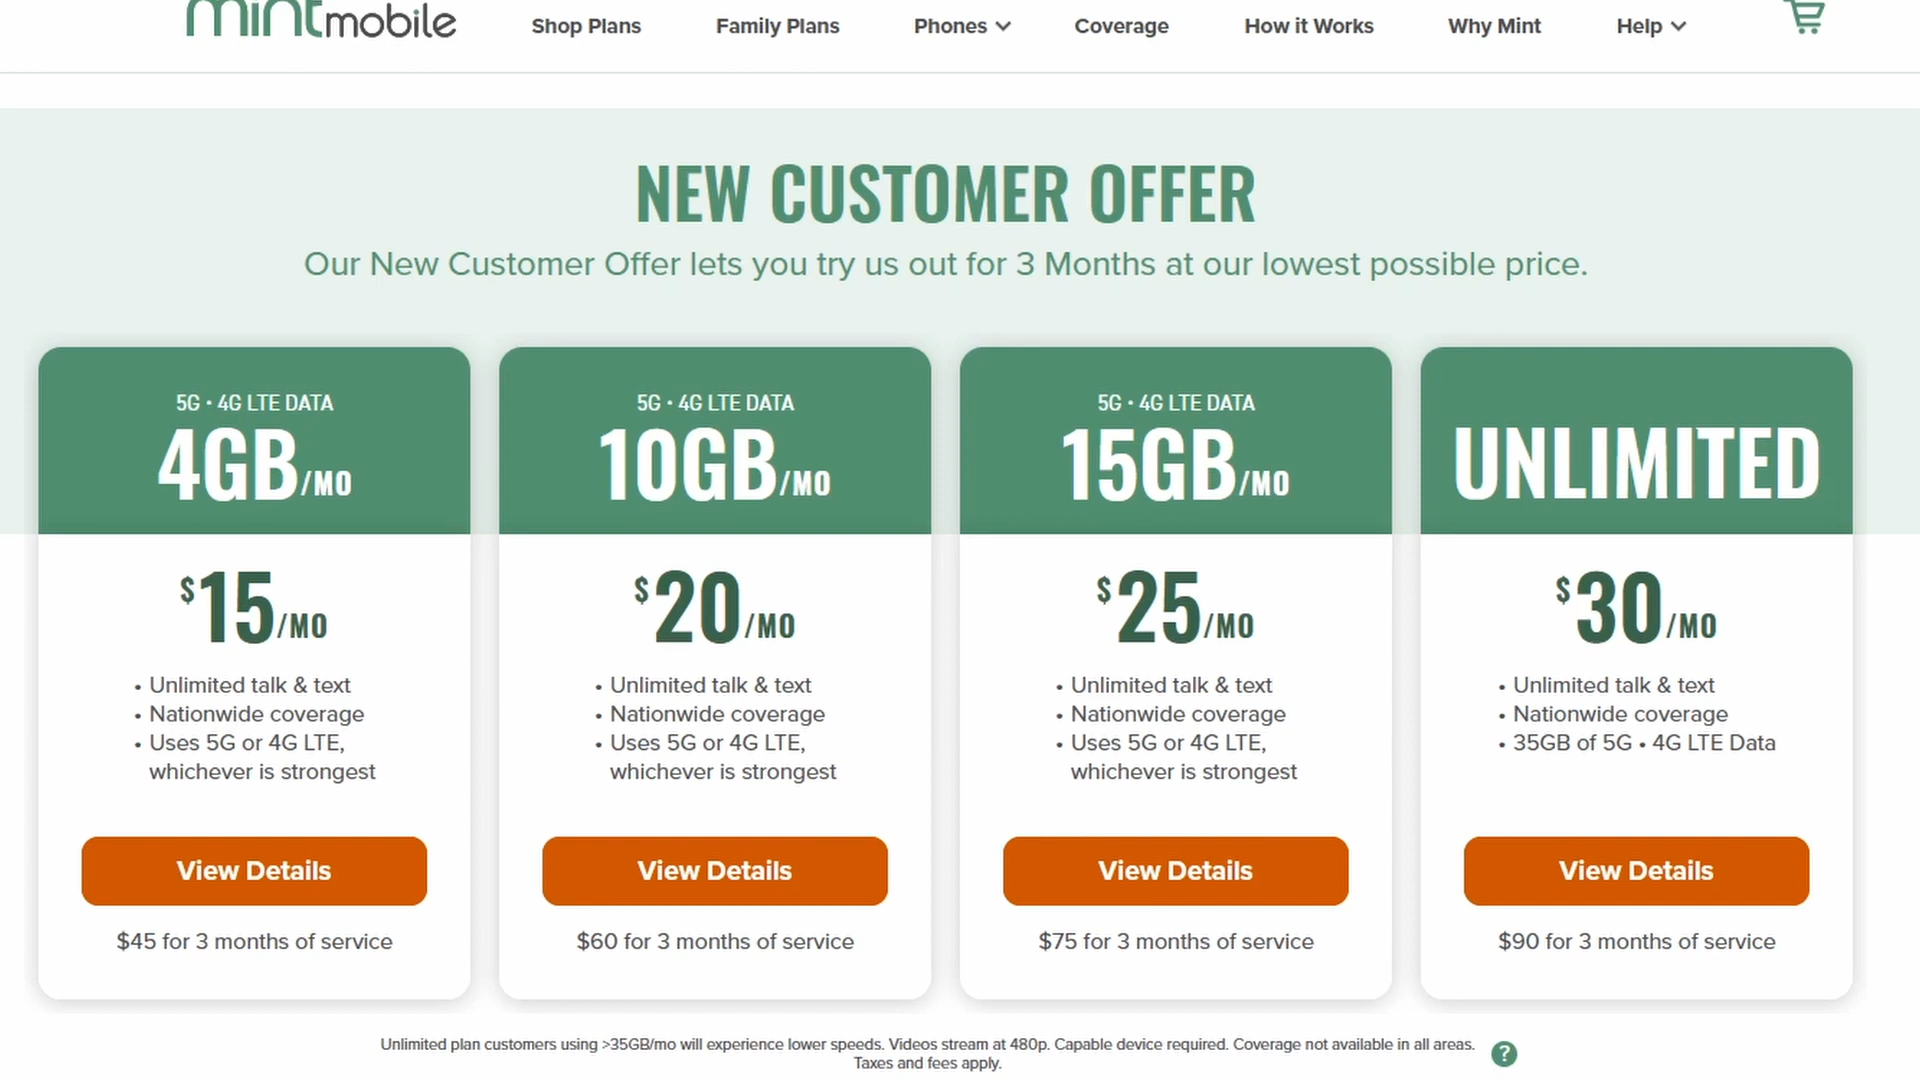 mintmobile
Shop Plans
Family Plans
Phones
Coverage
How it Works
Why Mint
Help
NEW CUSTOMER OFFER
Our New Customer Offer lets you try us out for 3 Months at our lowest possible price.
5G • 4G LTE DATA
4GB/MO
$15/MO
• Unlimited talk & text
• Nationwide coverage
• Uses 5G or 4G LTE,
whichever is strongest
View Details
$45 for 3 months of service
5G • 4G LTE DATA
10GB/MO
$20/MO
• Unlimited talk & text
• Nationwide coverage
• Uses 5G or 4G LTE,
whichever is strongest
View Details
$60 for 3 months of service
5G • 4G LTE DATA
15GB/MO
$25/MO
• Unlimited talk & text
• Nationwide coverage
• Uses 5G or 4G LTE,
whichever is strongest
View Details
$75 for 3 months of service
UNLIMITED
$30/MO
• Unlimited talk & text
• Nationwide coverage
• 35GB of 5G • 4G LTE Data
View Details
$90 for 3 months of service
Unlimited plan customers using >35GB/mo will experience lower speeds. Videos stream at 480p. Capable device required. Coverage not available in all areas.
Taxes and fees apply.
?